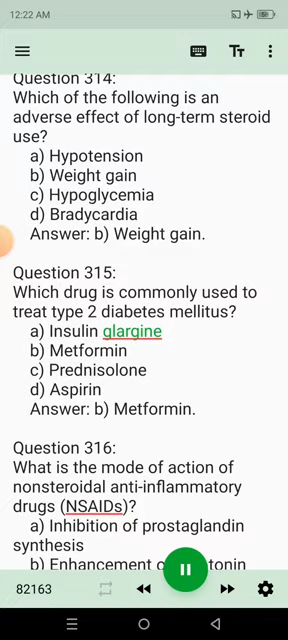 12:22 AM
Question 314:
Which of the following is an
adverse effect of long-term steroid
use?
a) Hypotension
b) Weight gain
c) Hypoglycemia
d) Bradycardia
Answer: b) Weight gain.
Question 315:
Which drug is commonly used to
treat type 2 diabetes mellitus?
a) Insulin glargine
b) Metformin
c) Prednisolone
d) Aspirin
Answer: b) Metformin.
Question 316:
What is the mode of action of
nonsteroidal anti-inflammatory
drugs (NSAIDs)?
a) Inhibition of prostaglandin
synthesis
b) Enhancement
82163